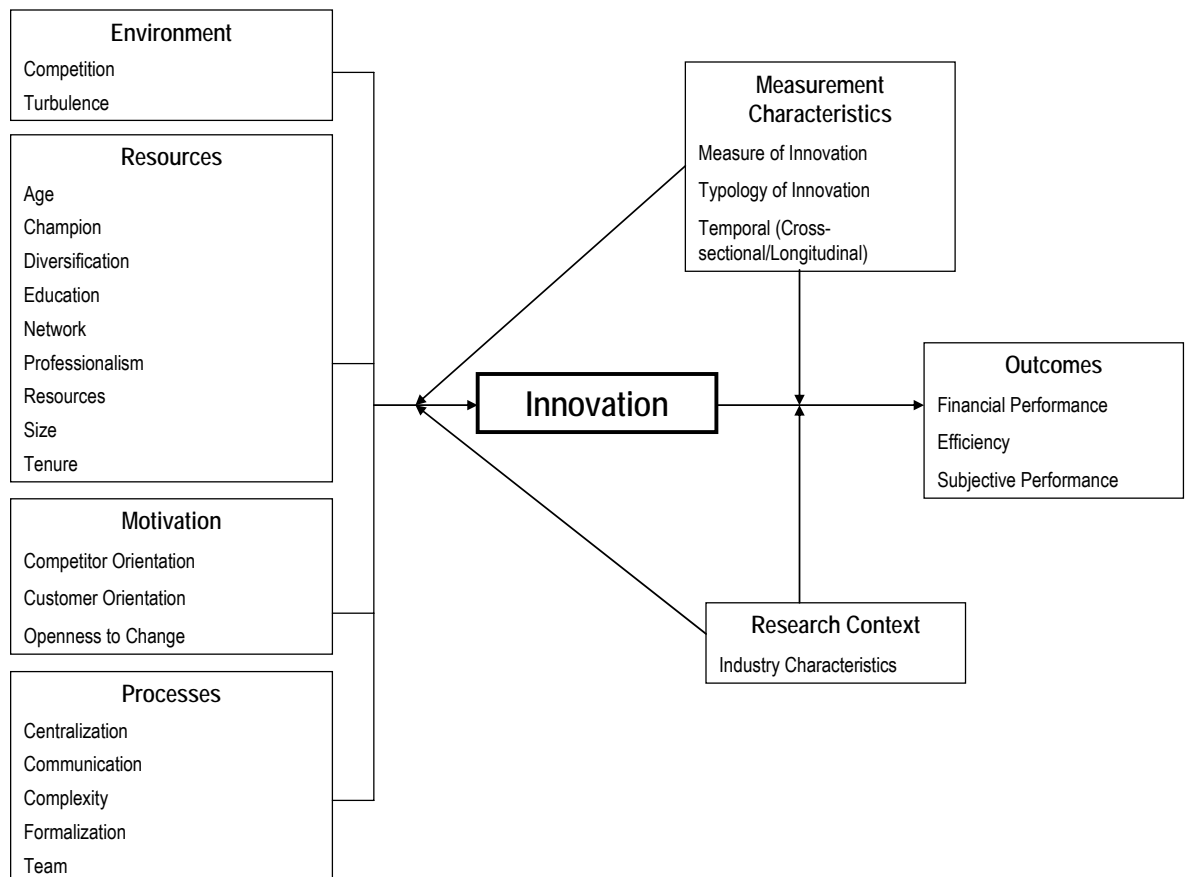 Environment
Competition
Turbulence
Resources
Age
Champion
Diversification
Education
Network
Professionalism
Resources
Size
Tenure
Motivation
Competitor Orientation
Customer Orientation
Openness to Change
Processes
Centralization
Communication
Complexity
Formalization
Team
Innovation
Measurement
Characteristics
Measure of Innovation
Typology of Innovation
Temporal (Cross-
sectional/Longitudinal)
Research Context
Industry Characteristics
Outcomes
Financial Performance
Efficiency
Subjective Performance